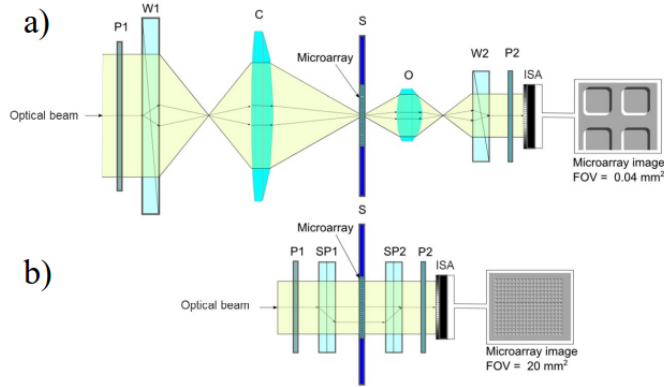 a)
P1
W1
C
S
Microarray
O
W2
P2
ISA
Optical beam
Microarray image
FOV = 0.04 mm²
b)
S
Microarray
P1
SP1
SP2
P2
ISA
Optical beam
Microarray image
FOV = 20 mm²